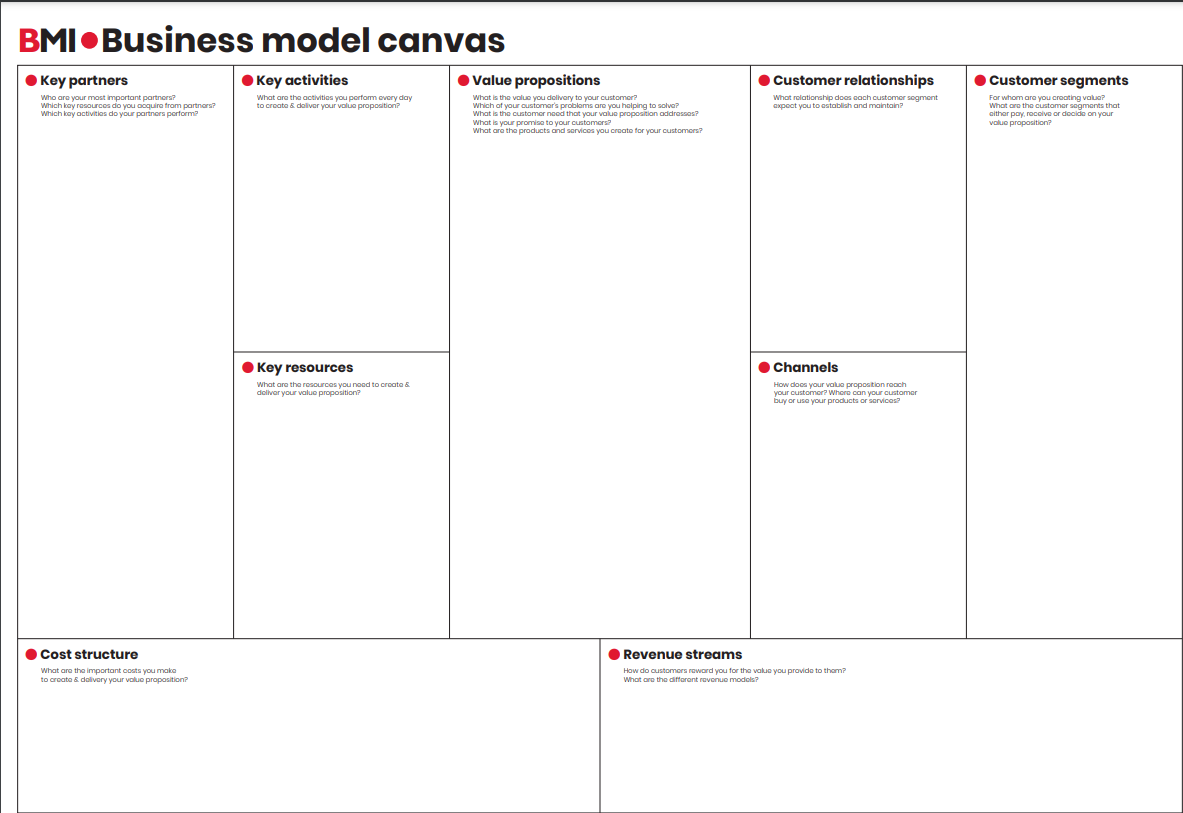 BMI Business model canvas
Key partners
Who are your most important partners?
Which key resources do you acquire from partners?
Which key activities do your partners perform?
Key activities
What are the activities you perform every day
to create & deliver your value proposition?
Key resources
What are the resources you need to create &
deliver your value proposition?
Value propositions
What is the value you delivery to your customer?
Which of your customer's problems are you helping to solve?
What is the customer need that your value proposition addresses?
What is your promise to your customers?
What are the products and services you create for your customers?
Customer relationships
What relationship does each customer segment
expect you to establish and maintain?
Channels
How does your value proposition reach
your customer? Where can your customer
buy or use your products or services?
Customer segments
For whom are you creating value?
What are the customer segments that
either pay, receive or decide on your
value proposition?
Cost structure
What are the important costs you make
to create & delivery your value proposition?
Revenue streams
How do customers reward you for the value you provide to them?
What are the different revenue models?